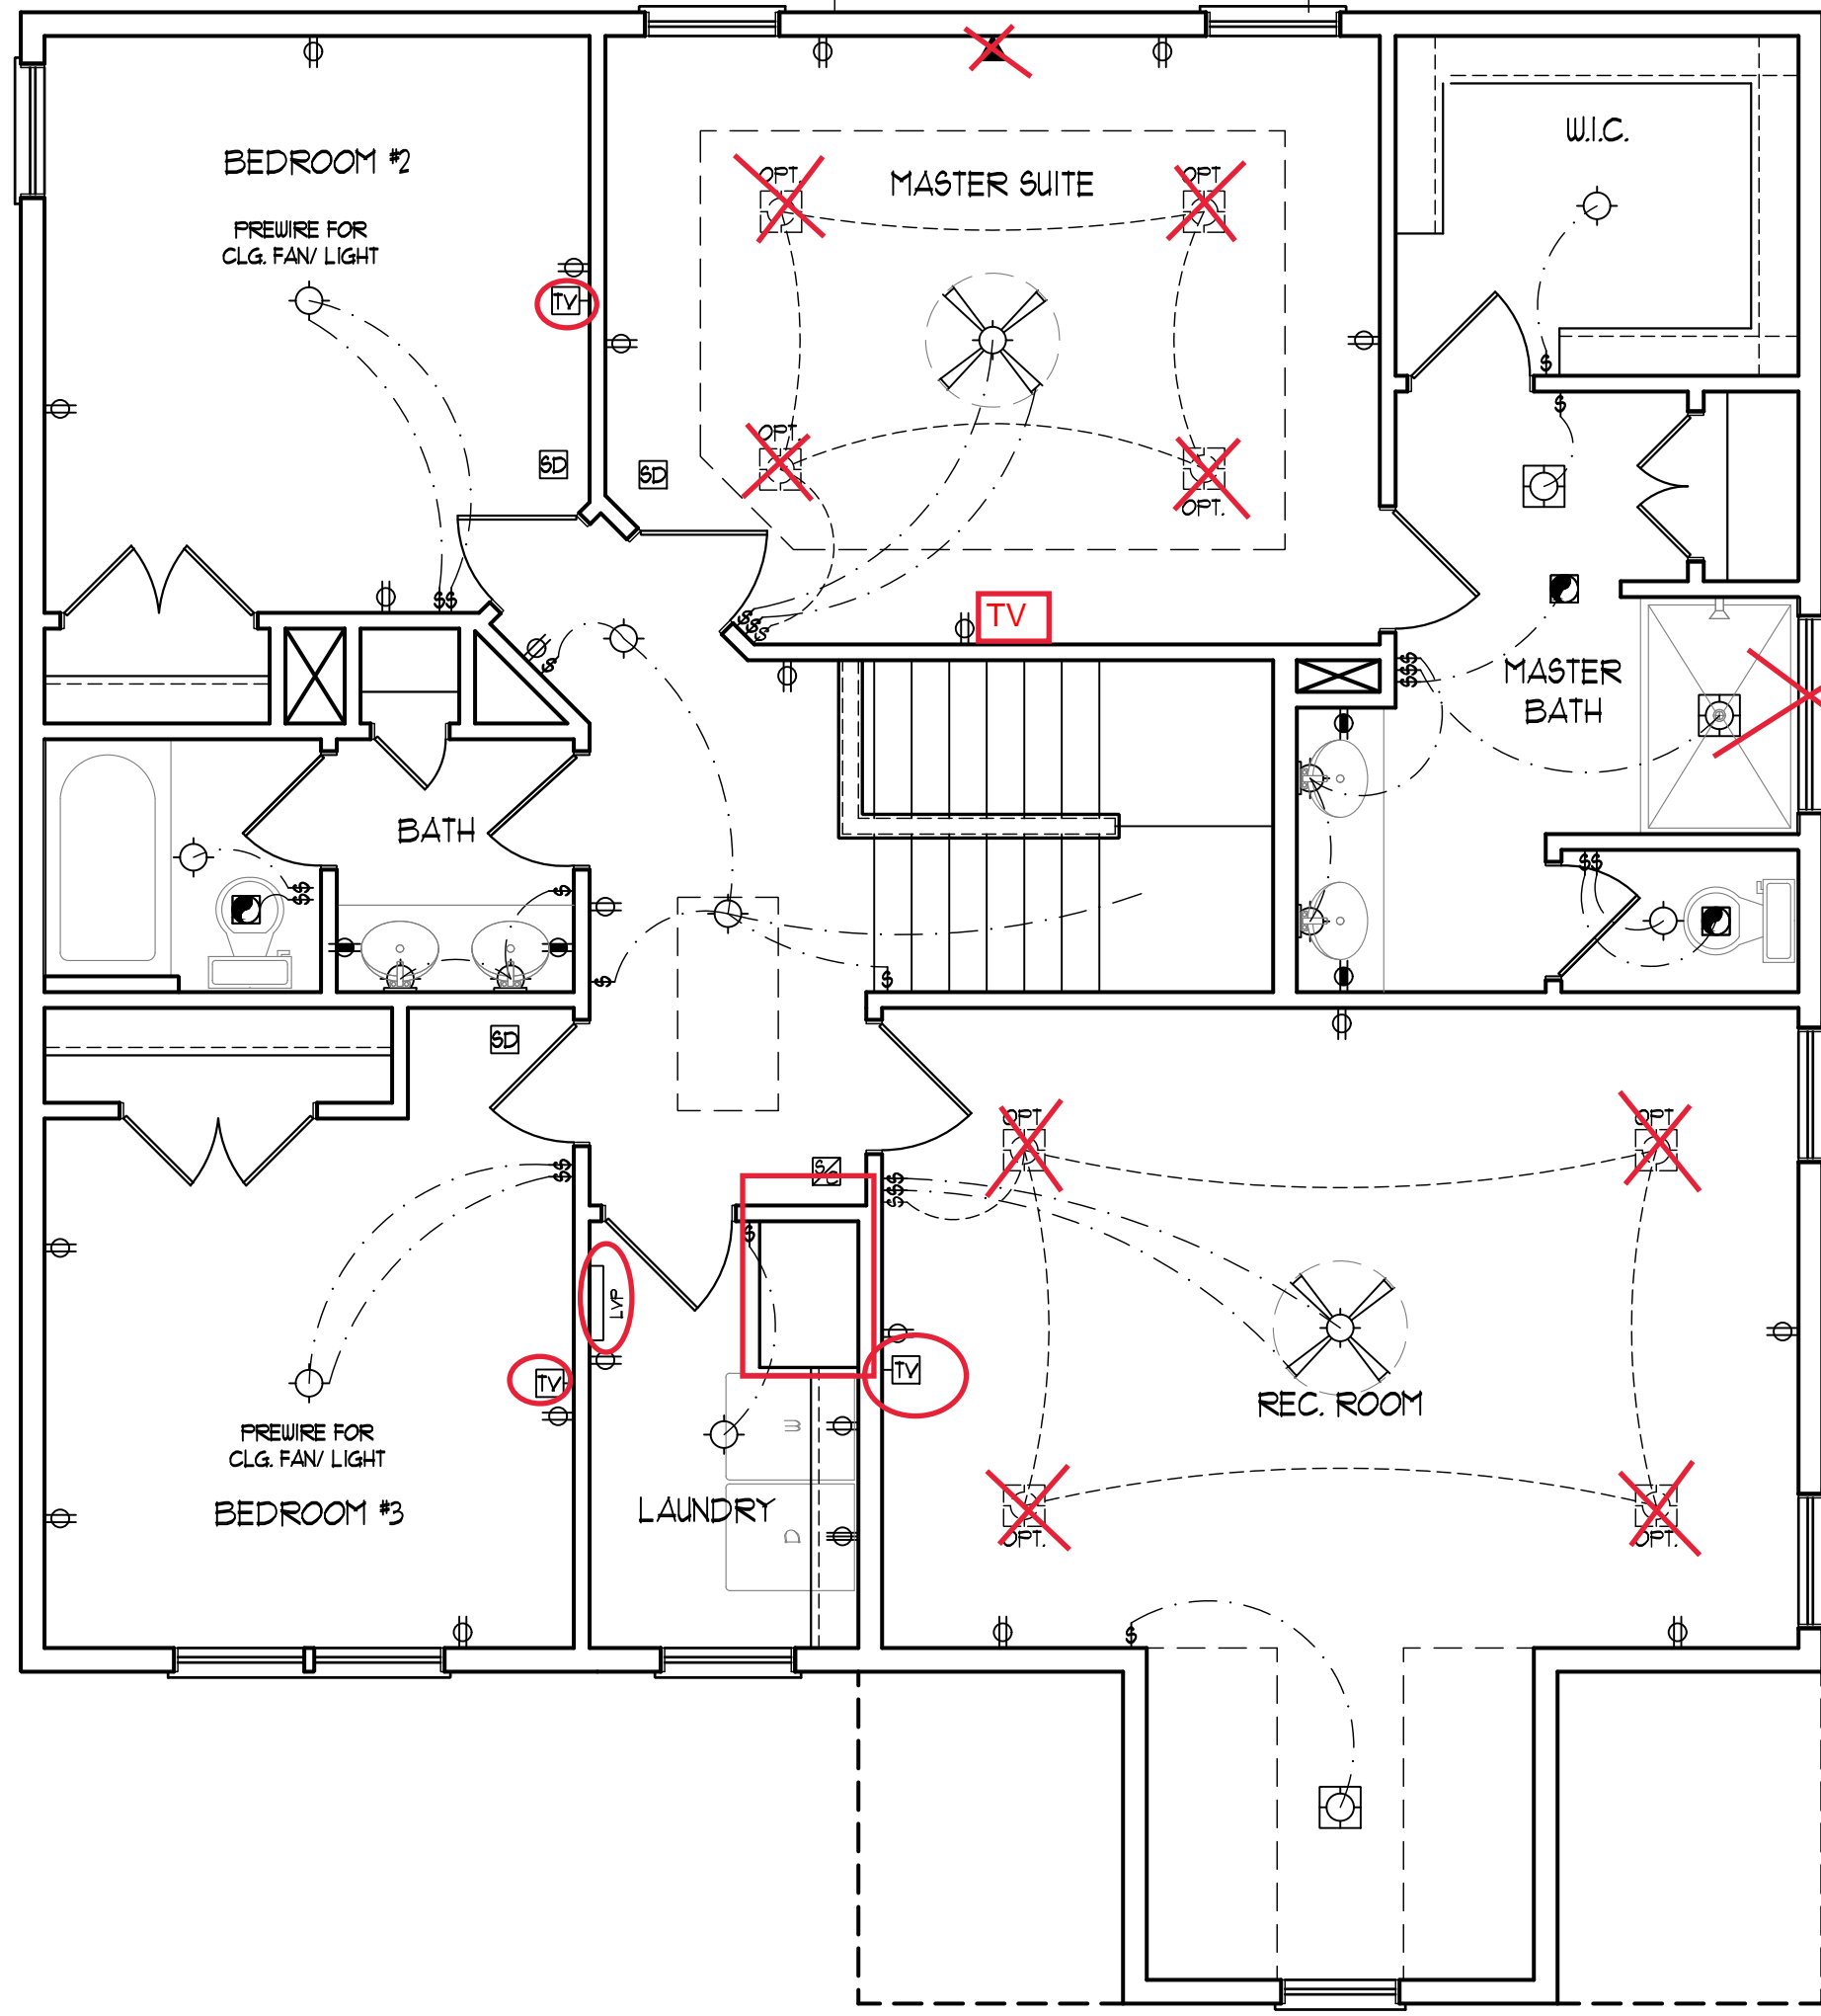 BEDROOM #2
PREWIRE FOR
CLG. FAN/ LIGHT
TV
SD
OPT.
OPT.
MASTER SUITE
OPT.
OPT.
SD
TV
W.I.C.
$
$
$$
$
$$$
$$$
MASTER
BATH
BATH
$$
$
$
$
$$
SD
S/C
$$
$$$
$
LVP
TV
PREWIRE FOR
CLG. FAN/ LIGHT
BEDROOM #3
W
D
LAUNDRY
TV
OPT.
OPT.
REC. ROOM
OPT.
OPT.
$